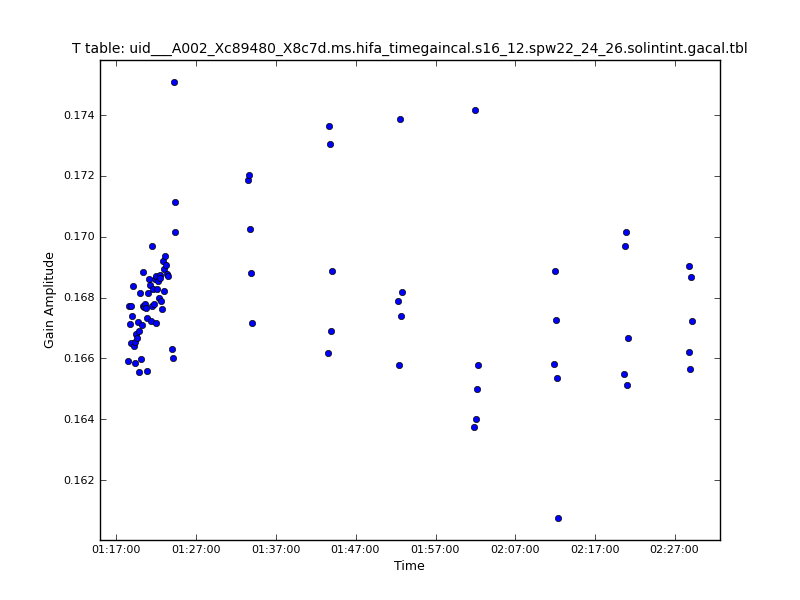 T table: uid___A002_Xc89480_X8c7d.ms.hifa_timegaincal.s16_12.spw22_24_26.solintint.gacal.tbl
0.174
0.172
0.170
0.168
0.166
0.164
0.162
Gain Amplitude
01:17:00 01:27:00 01:37:00 01:47:00 01:57:00 02:07:00 02:17:00 02:27:00
Time